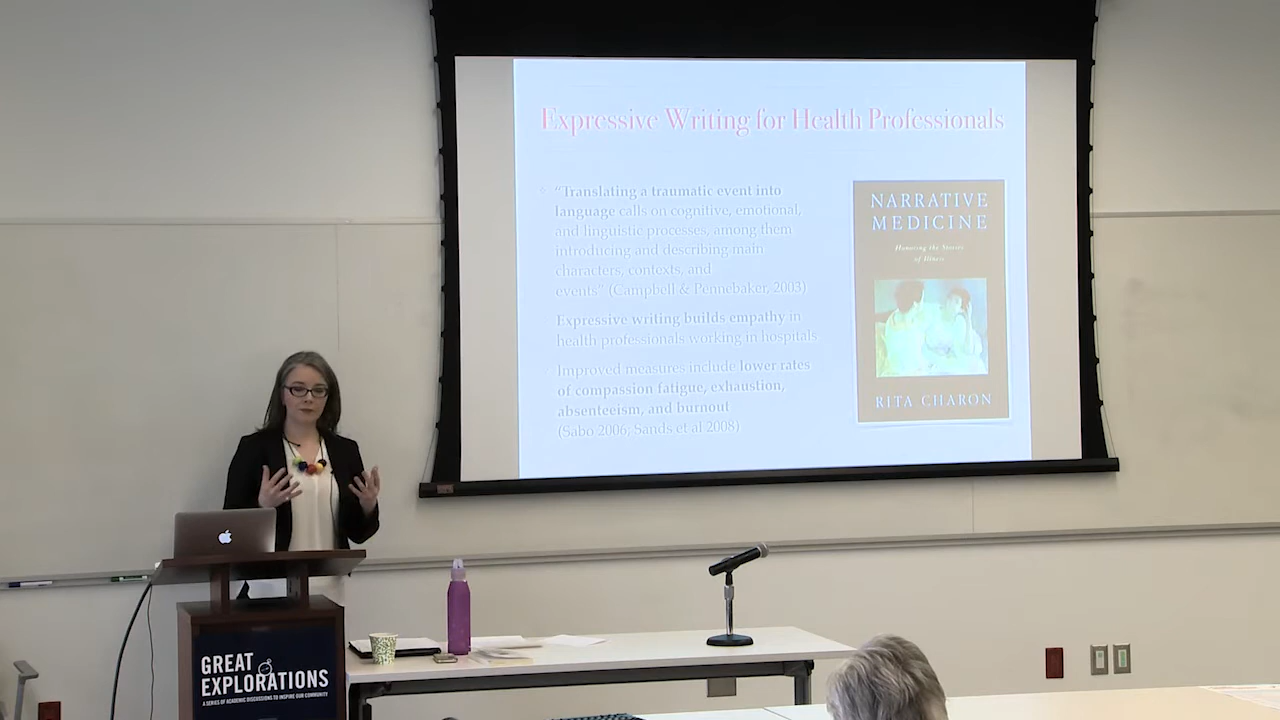 Expressive Writing for Health Professionals
“Translating a traumatic event into
language calls on cognitive, emotional,
and linguistic processes, among them
introducing and describing main
characters, contexts, and
events” (Campbell & Pennebaker, 2003)
Expressive writing builds empathy in
health professionals working in hospitals
Improved measures include lower rates
of compassion fatigue, exhaustion,
absenteeism, and burnout
(Sabo 2006; Sands et al 2008)
NARRATIVE
MEDICINE
Honoring the Stories
of Illness
RITA CHARON
GREAT
EXPLORATIONS
A SERIES OF ACADEMIC DISCUSSIONS TO INSPIRE OUR COMMUNITY